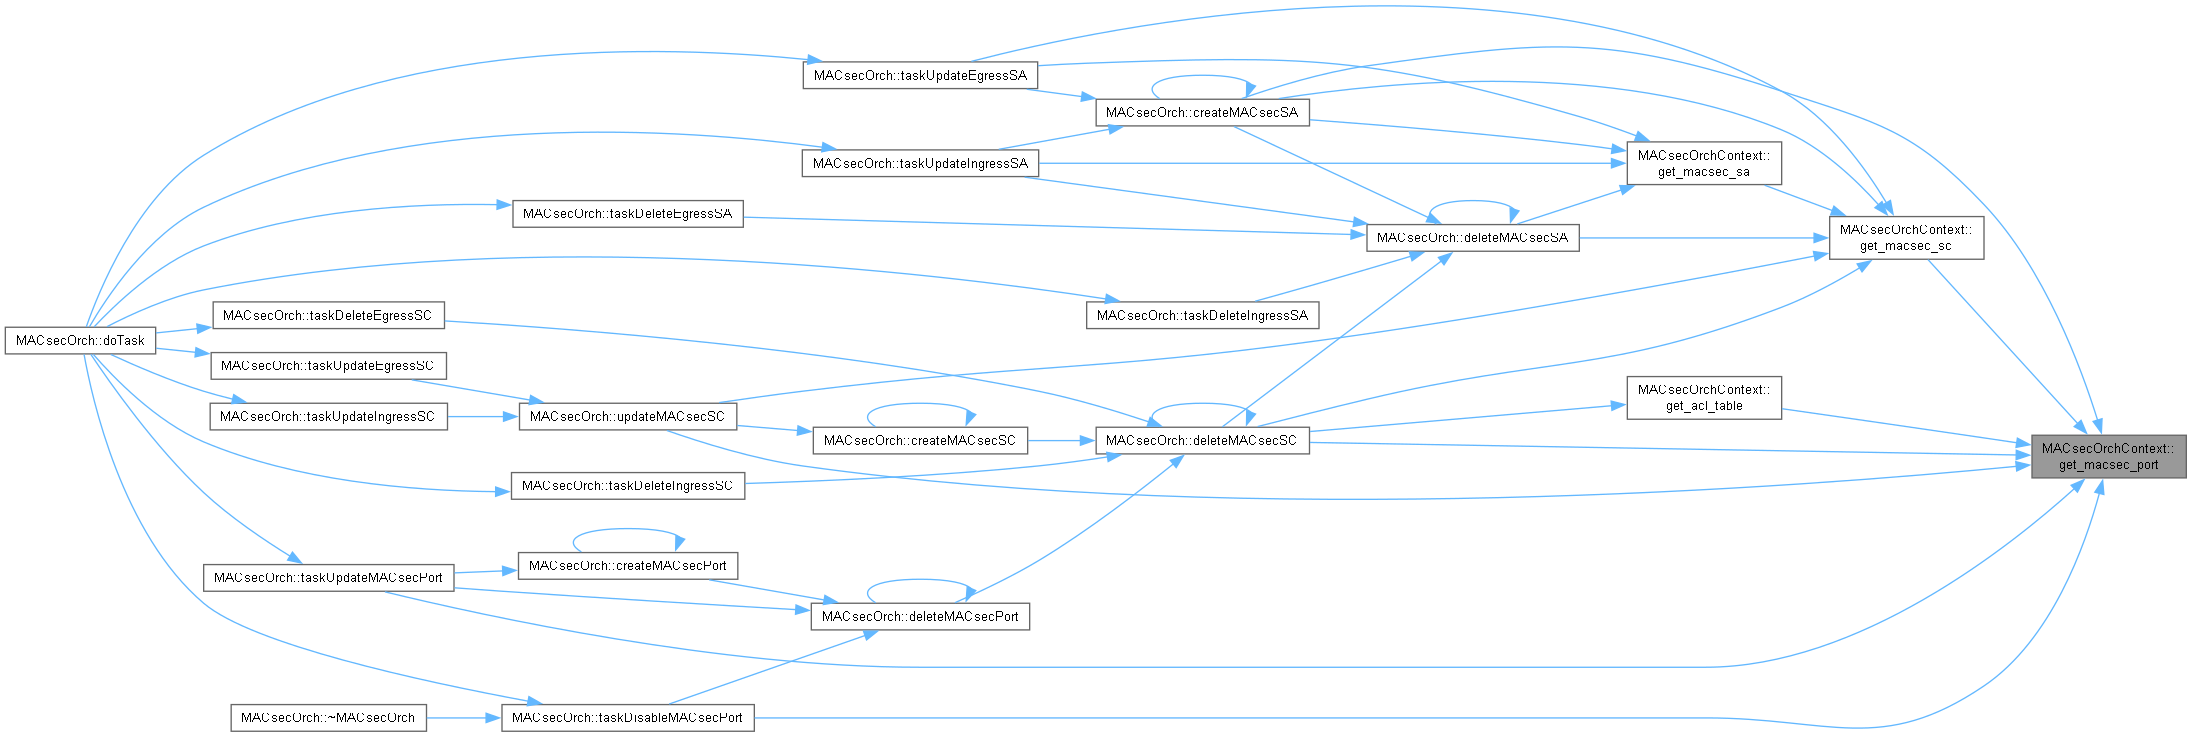 MACsecOrch::taskUpdateEgressSA
MACsecOrch::createMACsecSA
MACsecOrch::taskUpdateIngressSA
MACsecOrchContext::
get_macsec_sa
MACsecOrch::taskDeleteEgressSA
MACsecOrch::deleteMACsecSA
MACsecOrchContext::
get_macsec_sc
MACsecOrch::taskDeleteEgressSC
MACsecOrch::taskDeleteIngressSA
MACsecOrch::doTask
MACsecOrch::taskUpdateEgressSC
MACsecOrchContext::
get_acl_table
MACsecOrch::taskUpdateIngressSC
MACsecOrch::updateMACsecSC
MACsecOrch::createMACsecSC
MACsecOrch::deleteMACsecSC
MACsecOrchContext::
get_macsec_port
MACsecOrch::taskDeleteIngressSC
MACsecOrch::createMACsecPort
MACsecOrch::taskUpdateMACsecPort
MACsecOrch::deleteMACsecPort
MACsecOrch::~MACsecOrch
MACsecOrch::taskDisableMACsecPort